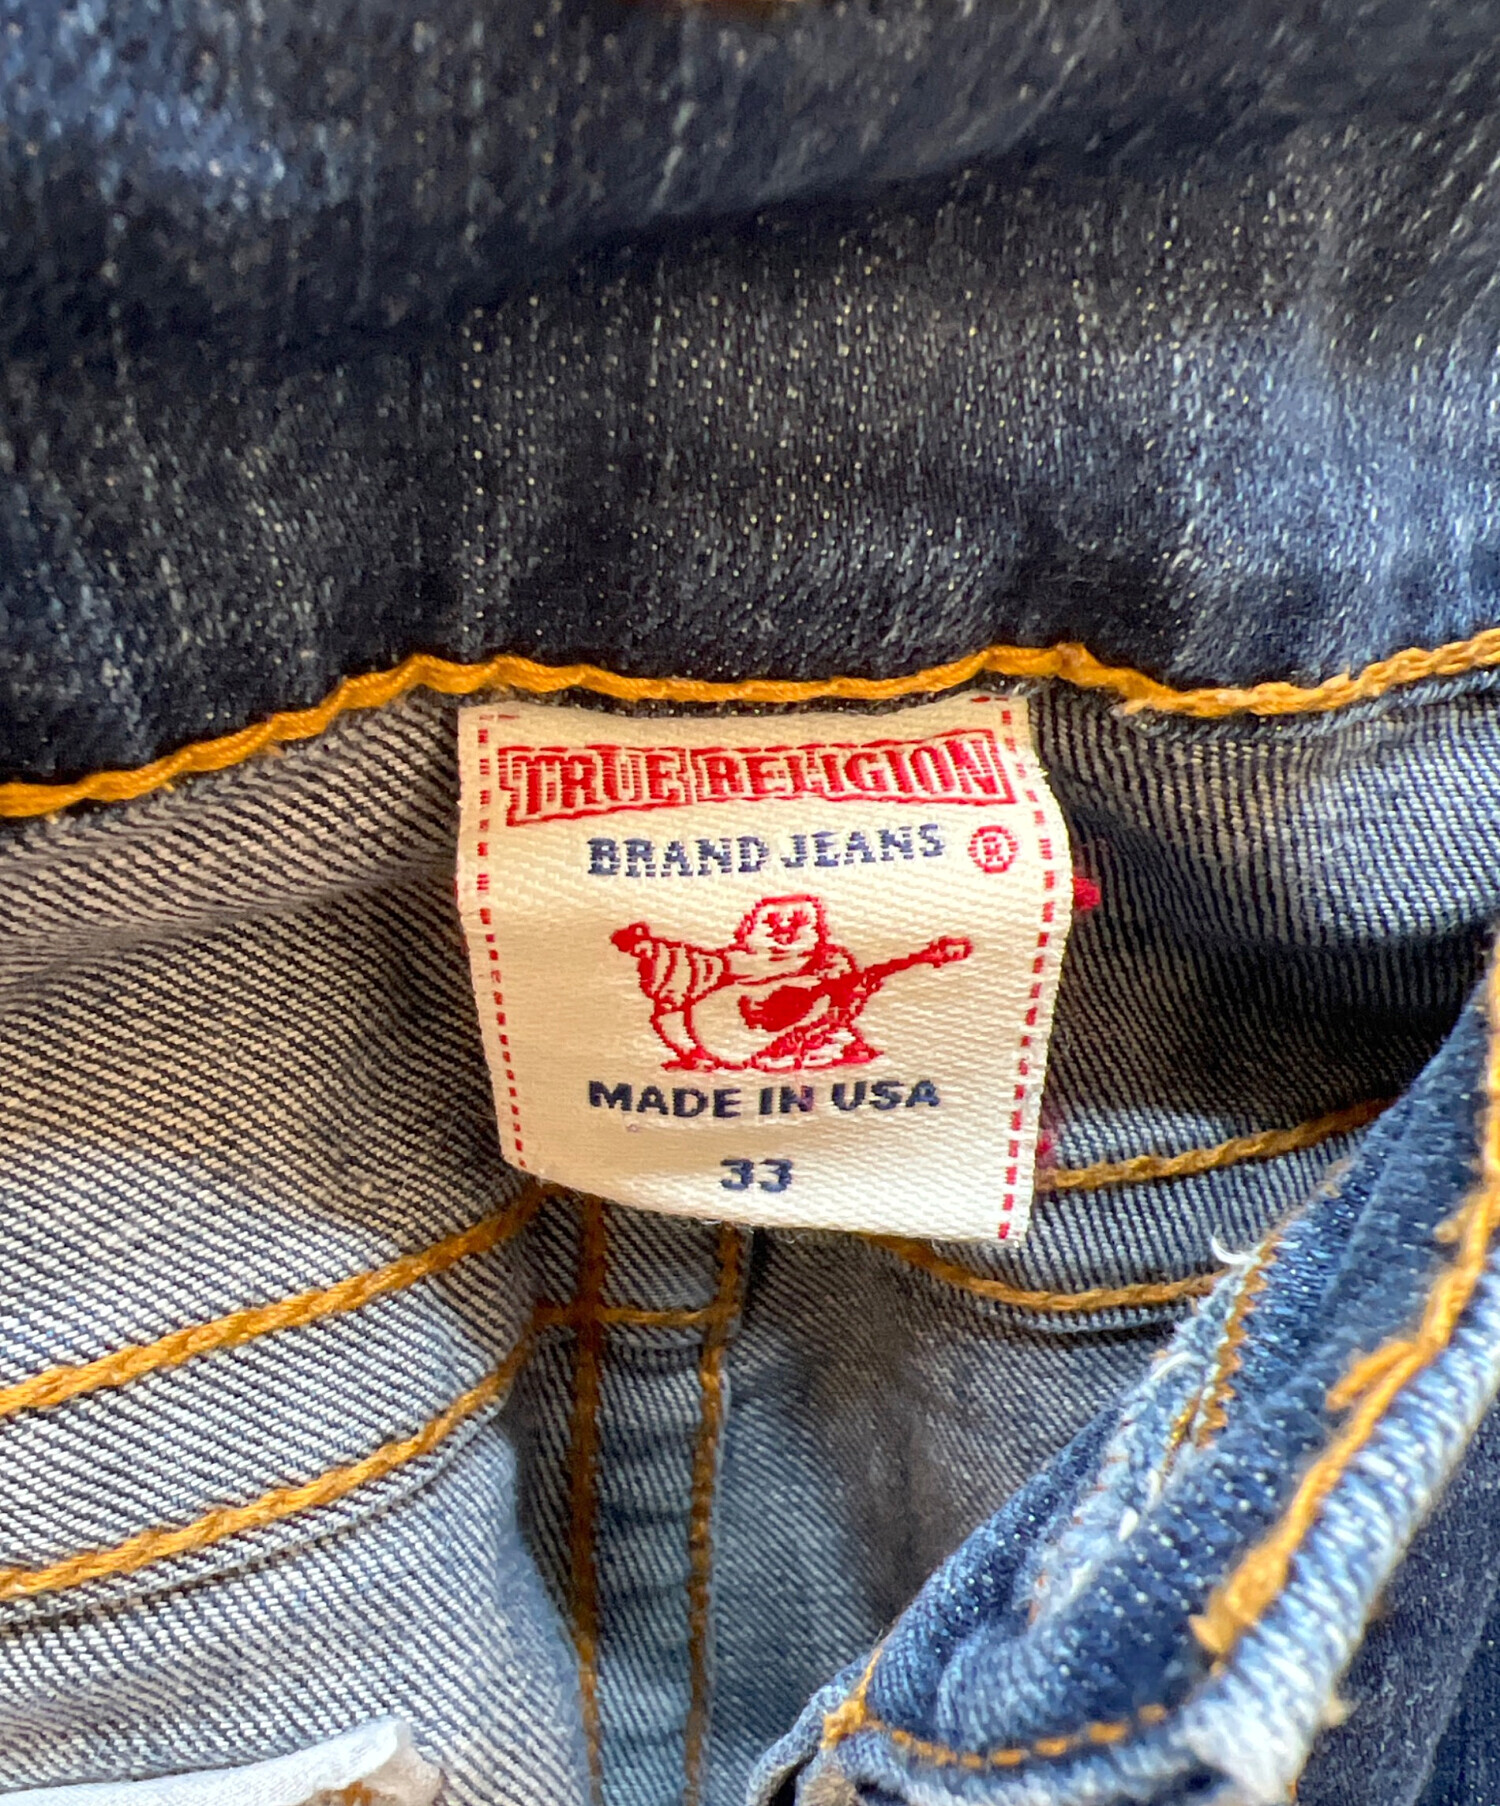 TRUE RELIGION
BRAND JEANS ®
MADE IN USA
33